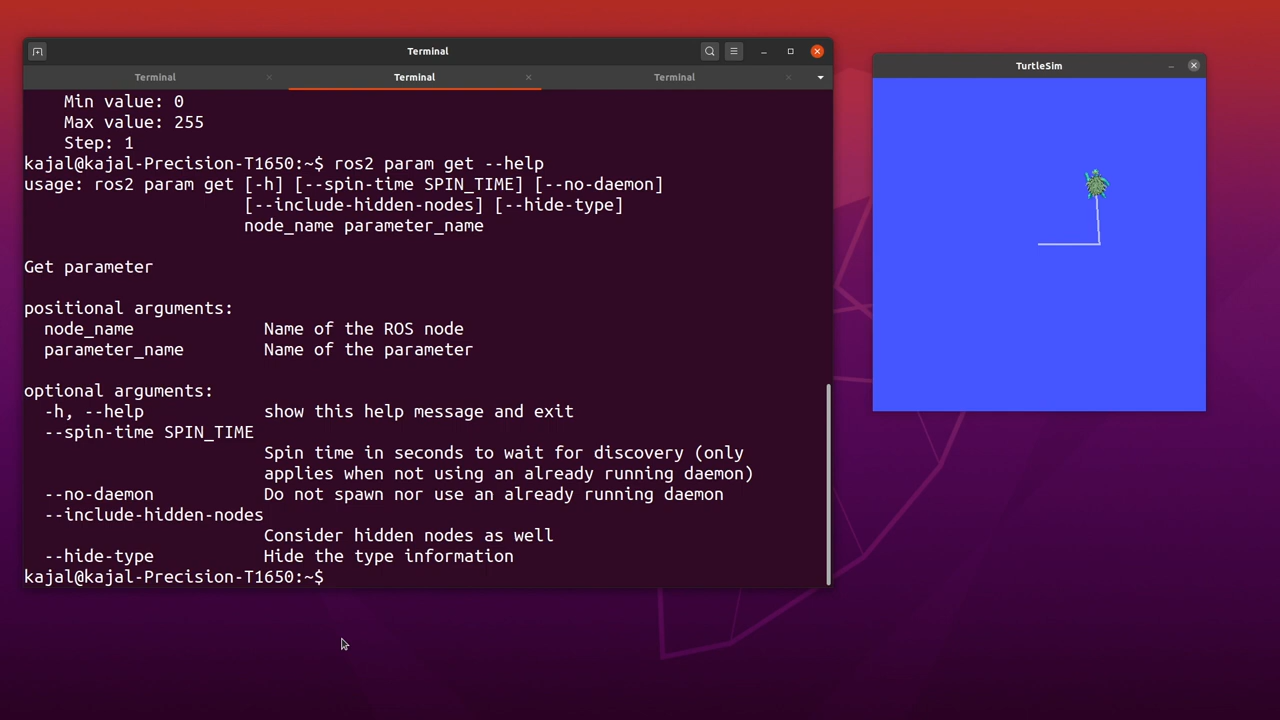 Terminal
Terminal
Terminal
Terminal
Min value: 0
Max value: 255
Step: 1
kajal@kajal-Precision-T1650:~$ ros2 param get --help
usage: ros2 param get [-h] [--spin-time SPIN_TIME] [--no-daemon]
[--include-hidden-nodes] [--hide-type]
node_name parameter_name
Get parameter
positional arguments:
node_name Name of the ROS node
parameter_name Name of the parameter
optional arguments:
-h, --help show this help message and exit
--spin-time SPIN_TIME
Spin time in seconds to wait for discovery (only
applies when not using an already running daemon)
--no-daemon Do not spawn nor use an already running daemon
--include-hidden-nodes
Consider hidden nodes as well
--hide-type Hide the type information
kajal@kajal-Precision-T1650:~$
TurtleSim